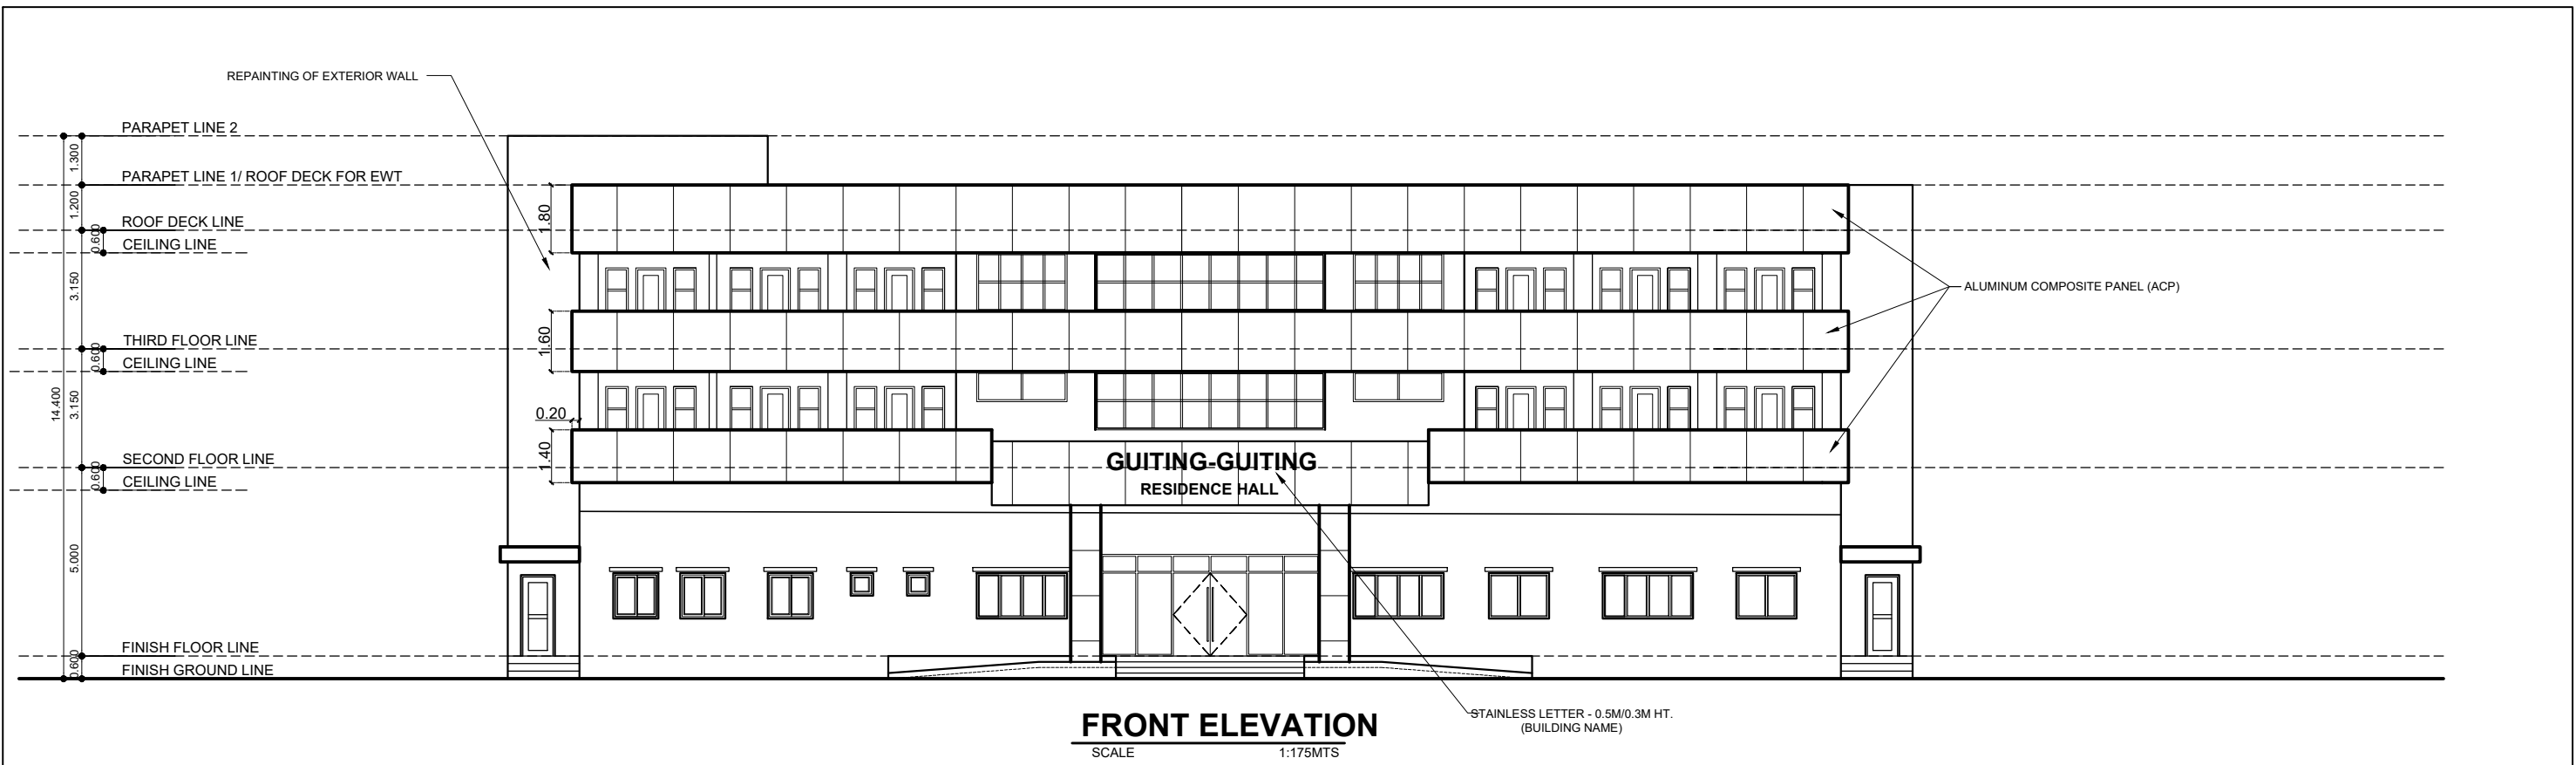 REPAINTING OF EXTERIOR WALL
PARAPET LINE 2
1.300
PARAPET LINE 1/ ROOF DECK FOR EWT
1.200
1.80
ROOF DECK LINE
0.600
CEILING LINE
3.150
ALUMINUM COMPOSITE PANEL (ACP)
THIRD FLOOR LINE
1.60
0.600
CEILING LINE
14.400
3.150
0.20
SECOND FLOOR LINE
1.40
0.600
CEILING LINE
GUITING-GUITING
RESIDENCE HALL
5.000
FINISH FLOOR LINE
0.600
FINISH GROUND LINE
STAINLESS LETTER - 0.5M/0.3M HT.
(BUILDING NAME)
FRONT ELEVATION
SCALE 1:175MTS